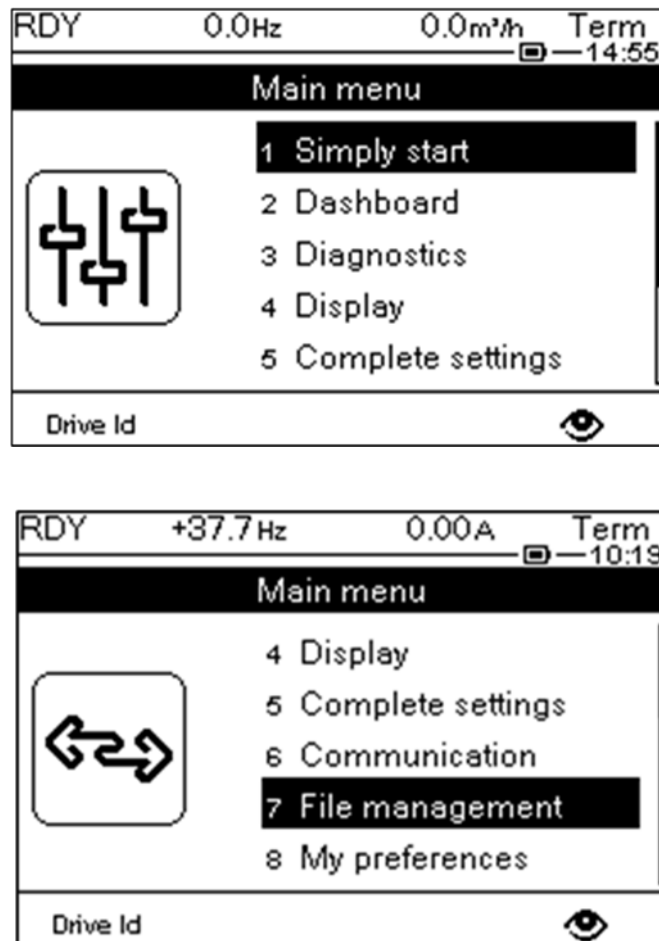 RDY 0.0Hz 0.0m³/h Term
14:55
Main menu
1 Simply start
2 Dashboard
3 Diagnostics
4 Display
5 Complete settings
Drive Id
RDY +37.7Hz 0.00A Term
10:19
Main menu
4 Display
5 Complete settings
6 Communication
7 File management
8 My preferences
Drive Id